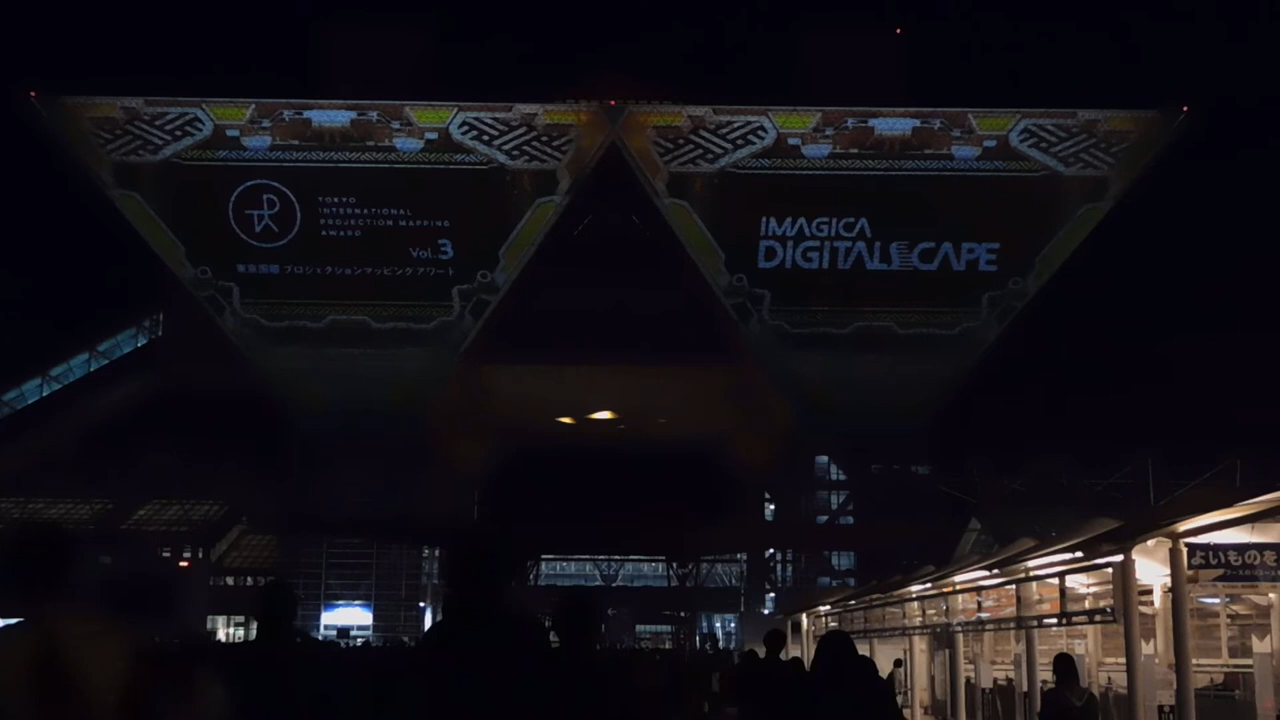 TOKYO
INTERNATIONAL
PROJECTION MAPPING
AWARD
Vol.3
東京国際プロジェクションマッピングアワード
IMAGICA
DIGITALSCAPE
よいものを